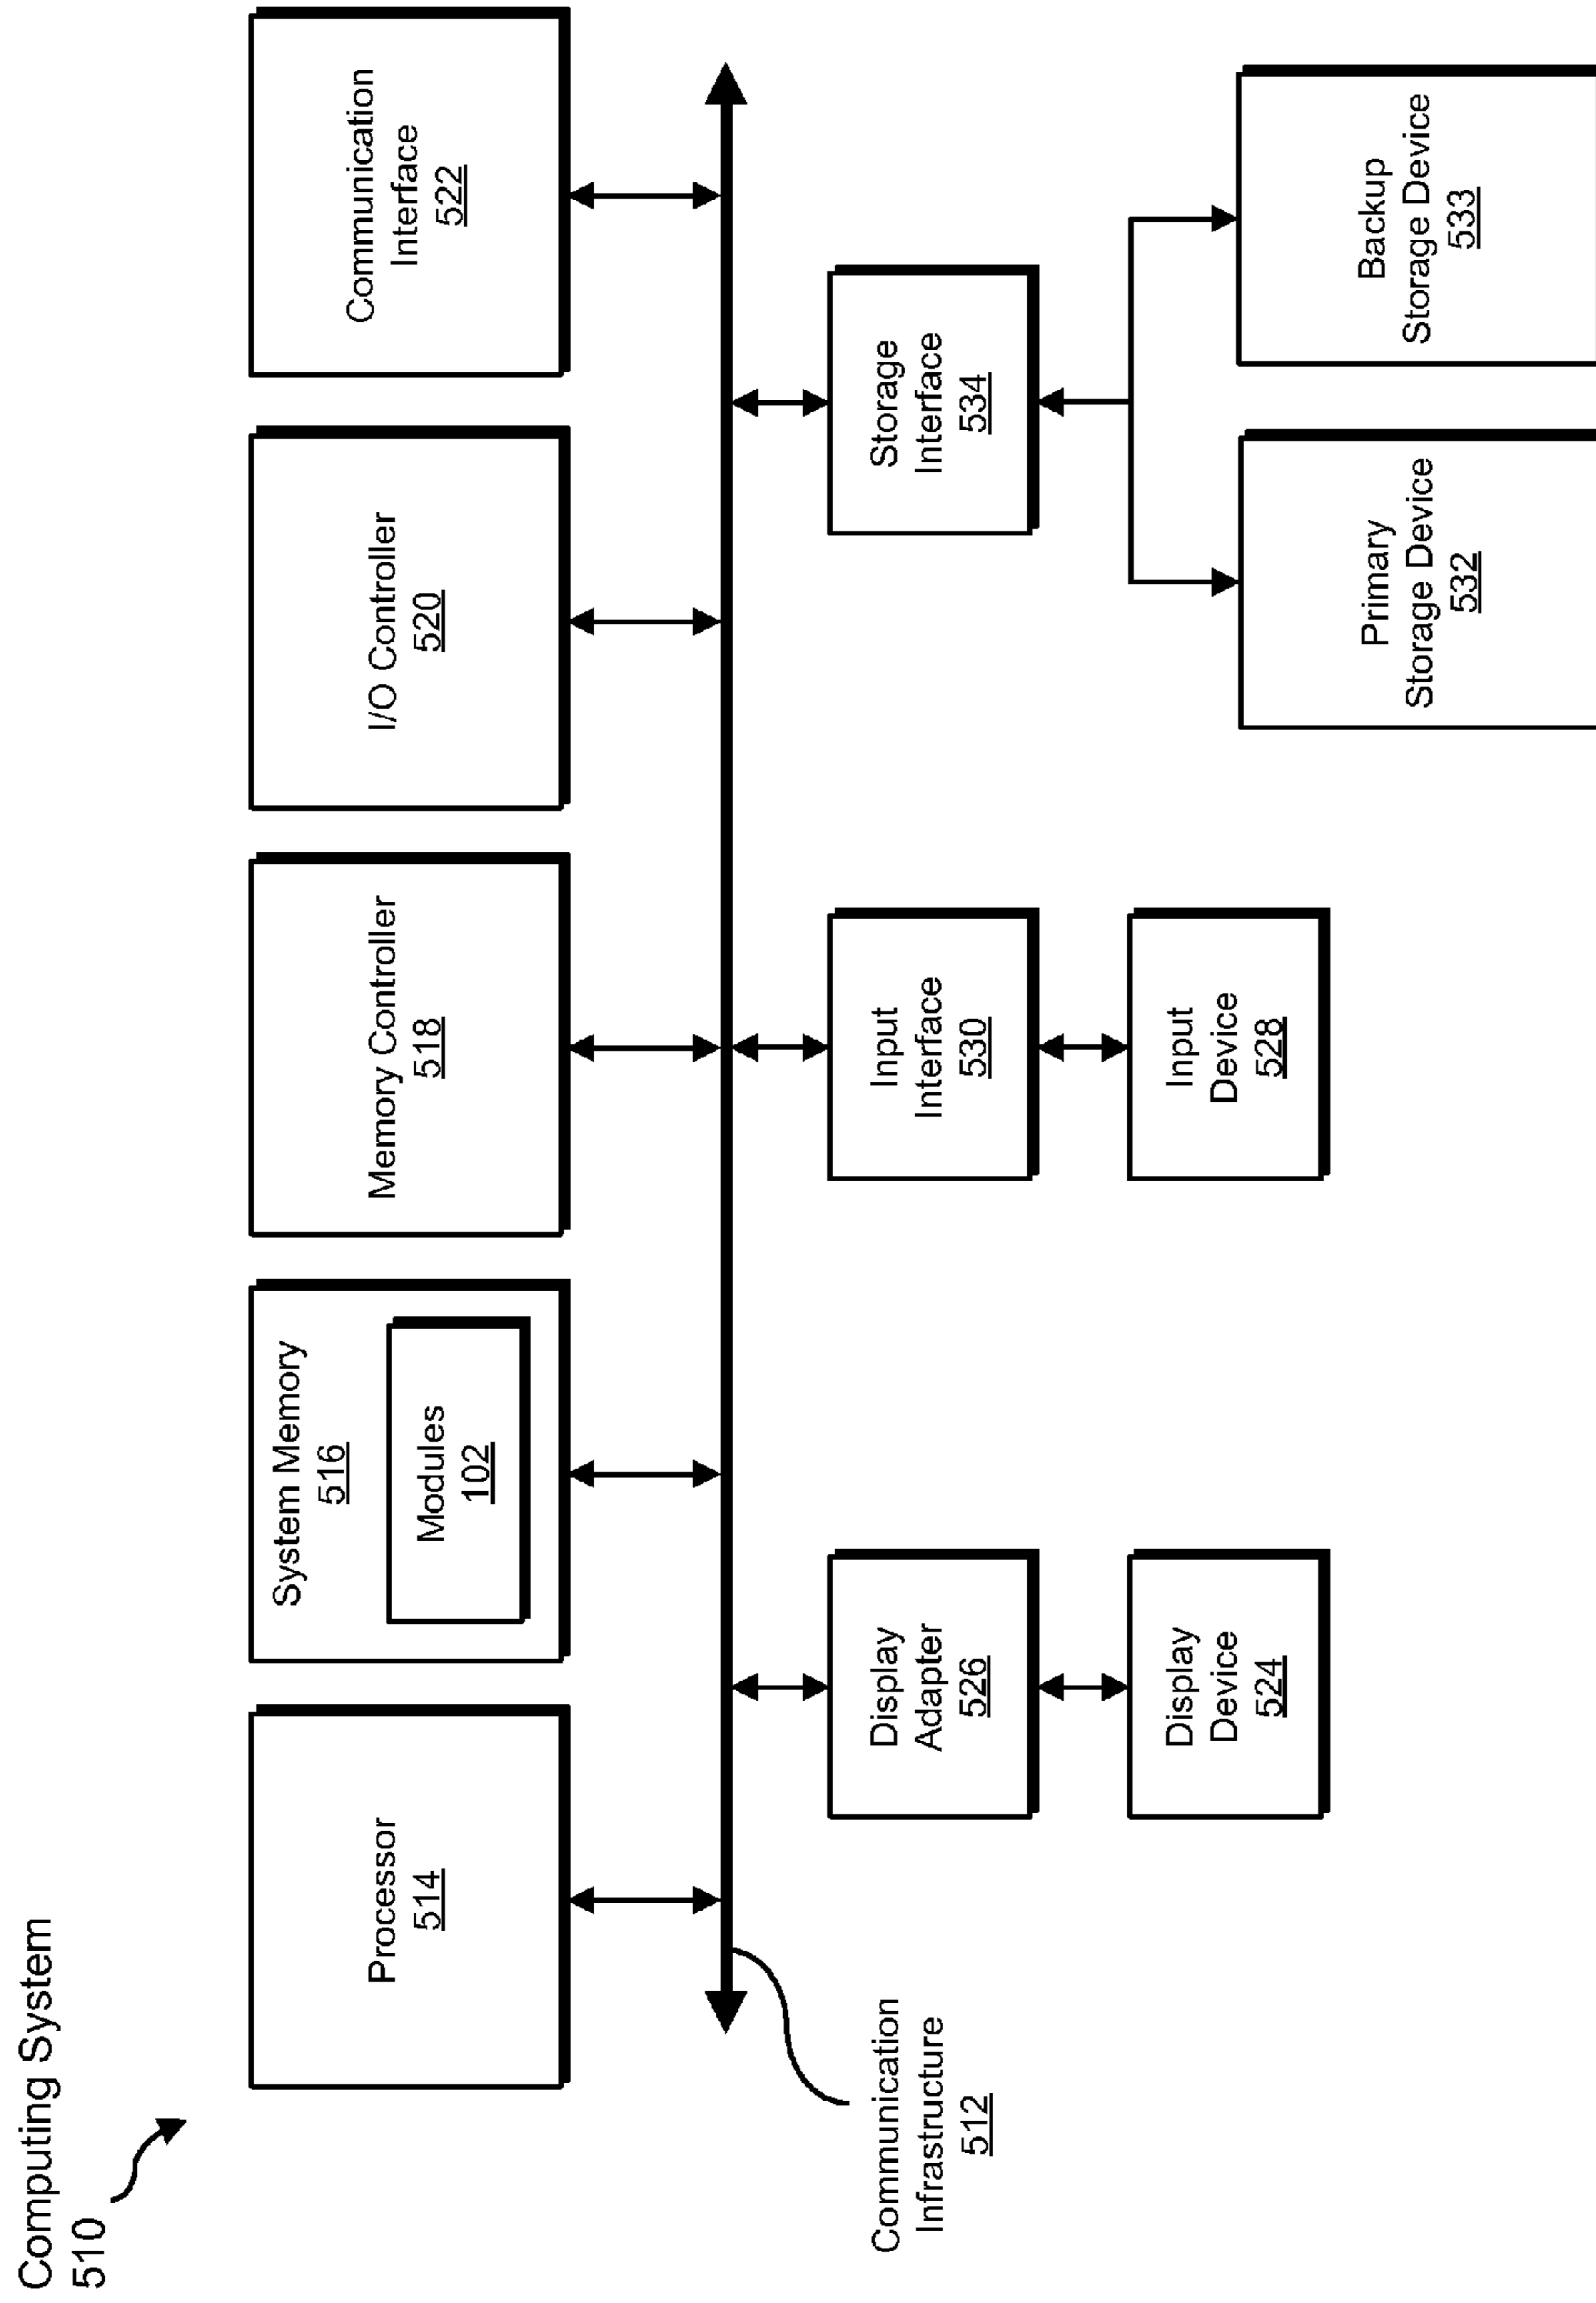 Computing System
510
Processor
514
System Memory
516
Modules
102
Memory Controller
518
I/O Controller
520
Communication
Interface
522
Communication
Infrastructure
512
Display
Adapter
526
Input
Interface
530
Storage
Interface
534
Display
Device
524
Input
Device
528
Primary
Storage Device
532
Backup
Storage Device
533